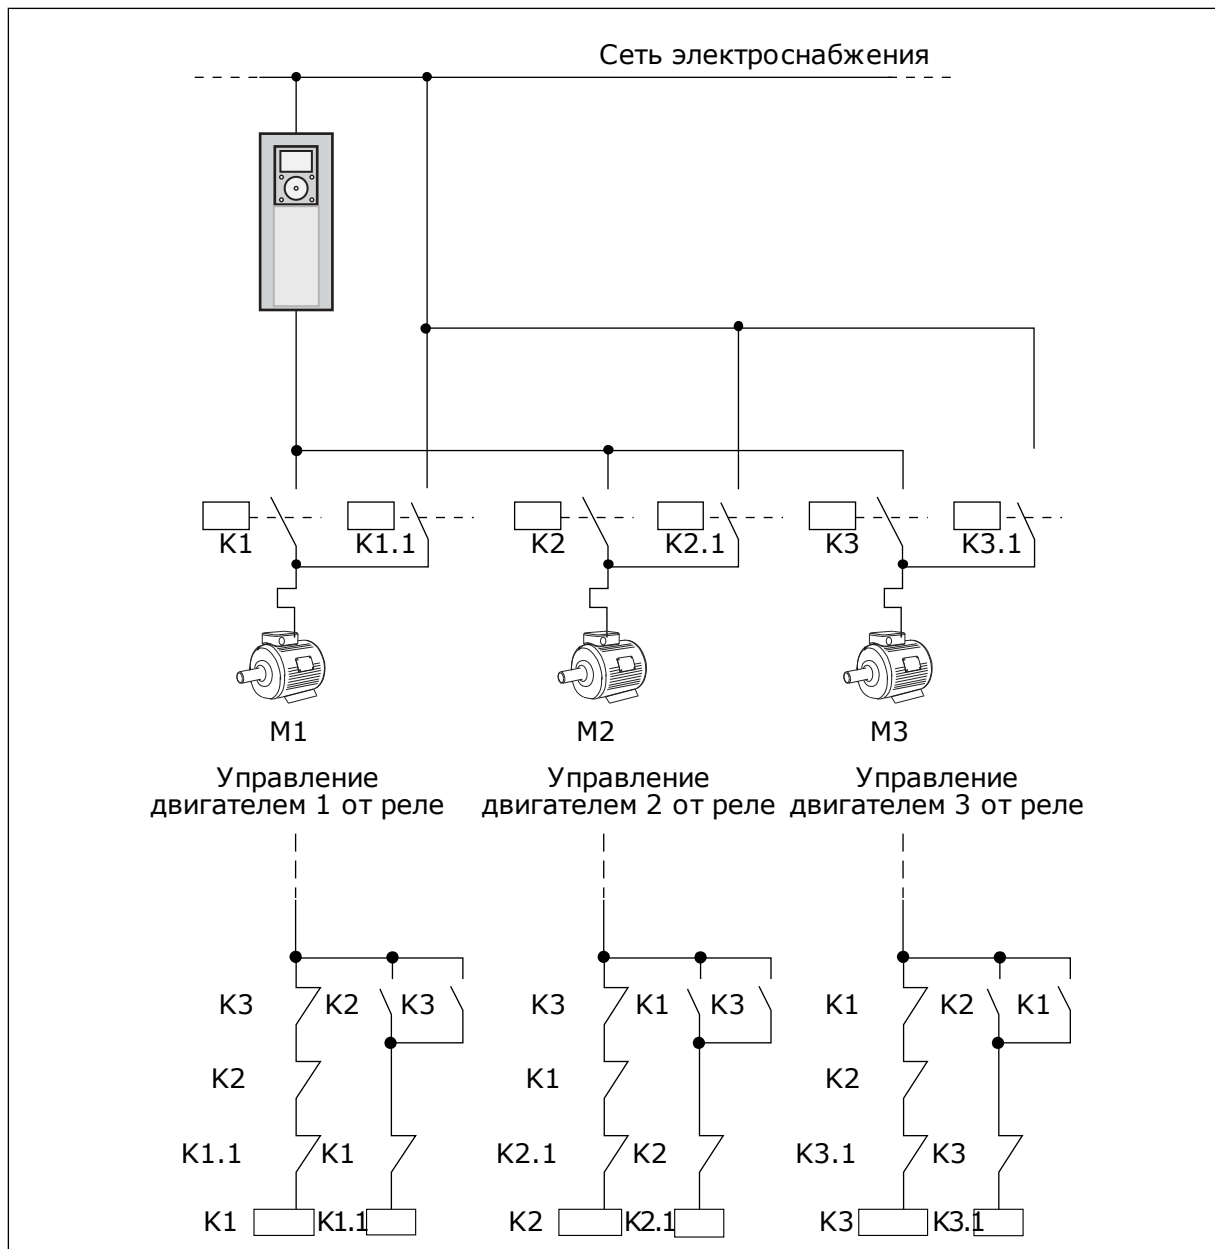 Сеть электроснабжения
K1 K1.1 K2 K2.1 K3 K3.1
M1 M2 M3
Управление
двигателем 1 от реле
Управление
двигателем 2 от реле
Управление
двигателем 3 от реле
K3 K2 K3 K3 K1 K3 K1 K2 K1
K2 K1 K2
K1.1 K1 K2.1 K2 K3.1 K3
K1 K1.1 K2 K2.1 K3 K3.1